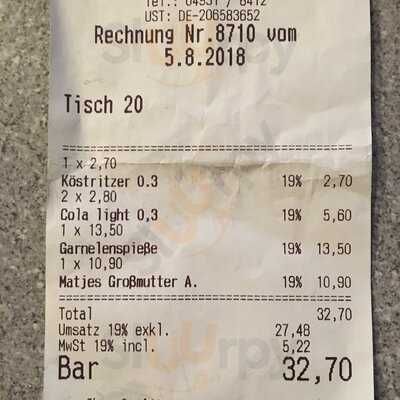 Tel.: 04931 / 8412
UST: DE-206583652
Rechnung Nr.8710 vom
5.8.2018
Tisch 20
1 x 2,70
Köstritzer 0.3 19% 2,70
2 x 2,80
Cola light 0,3 19% 5,60
1 x 13,50
Garnelenspieße 19% 13,50
1 x 10,90
Matjes Großmutter A. 19% 10,90
Total 32,70
Umsatz 19% exkl. 27,48
MwSt 19% incl. 5,22
Bar 32,70